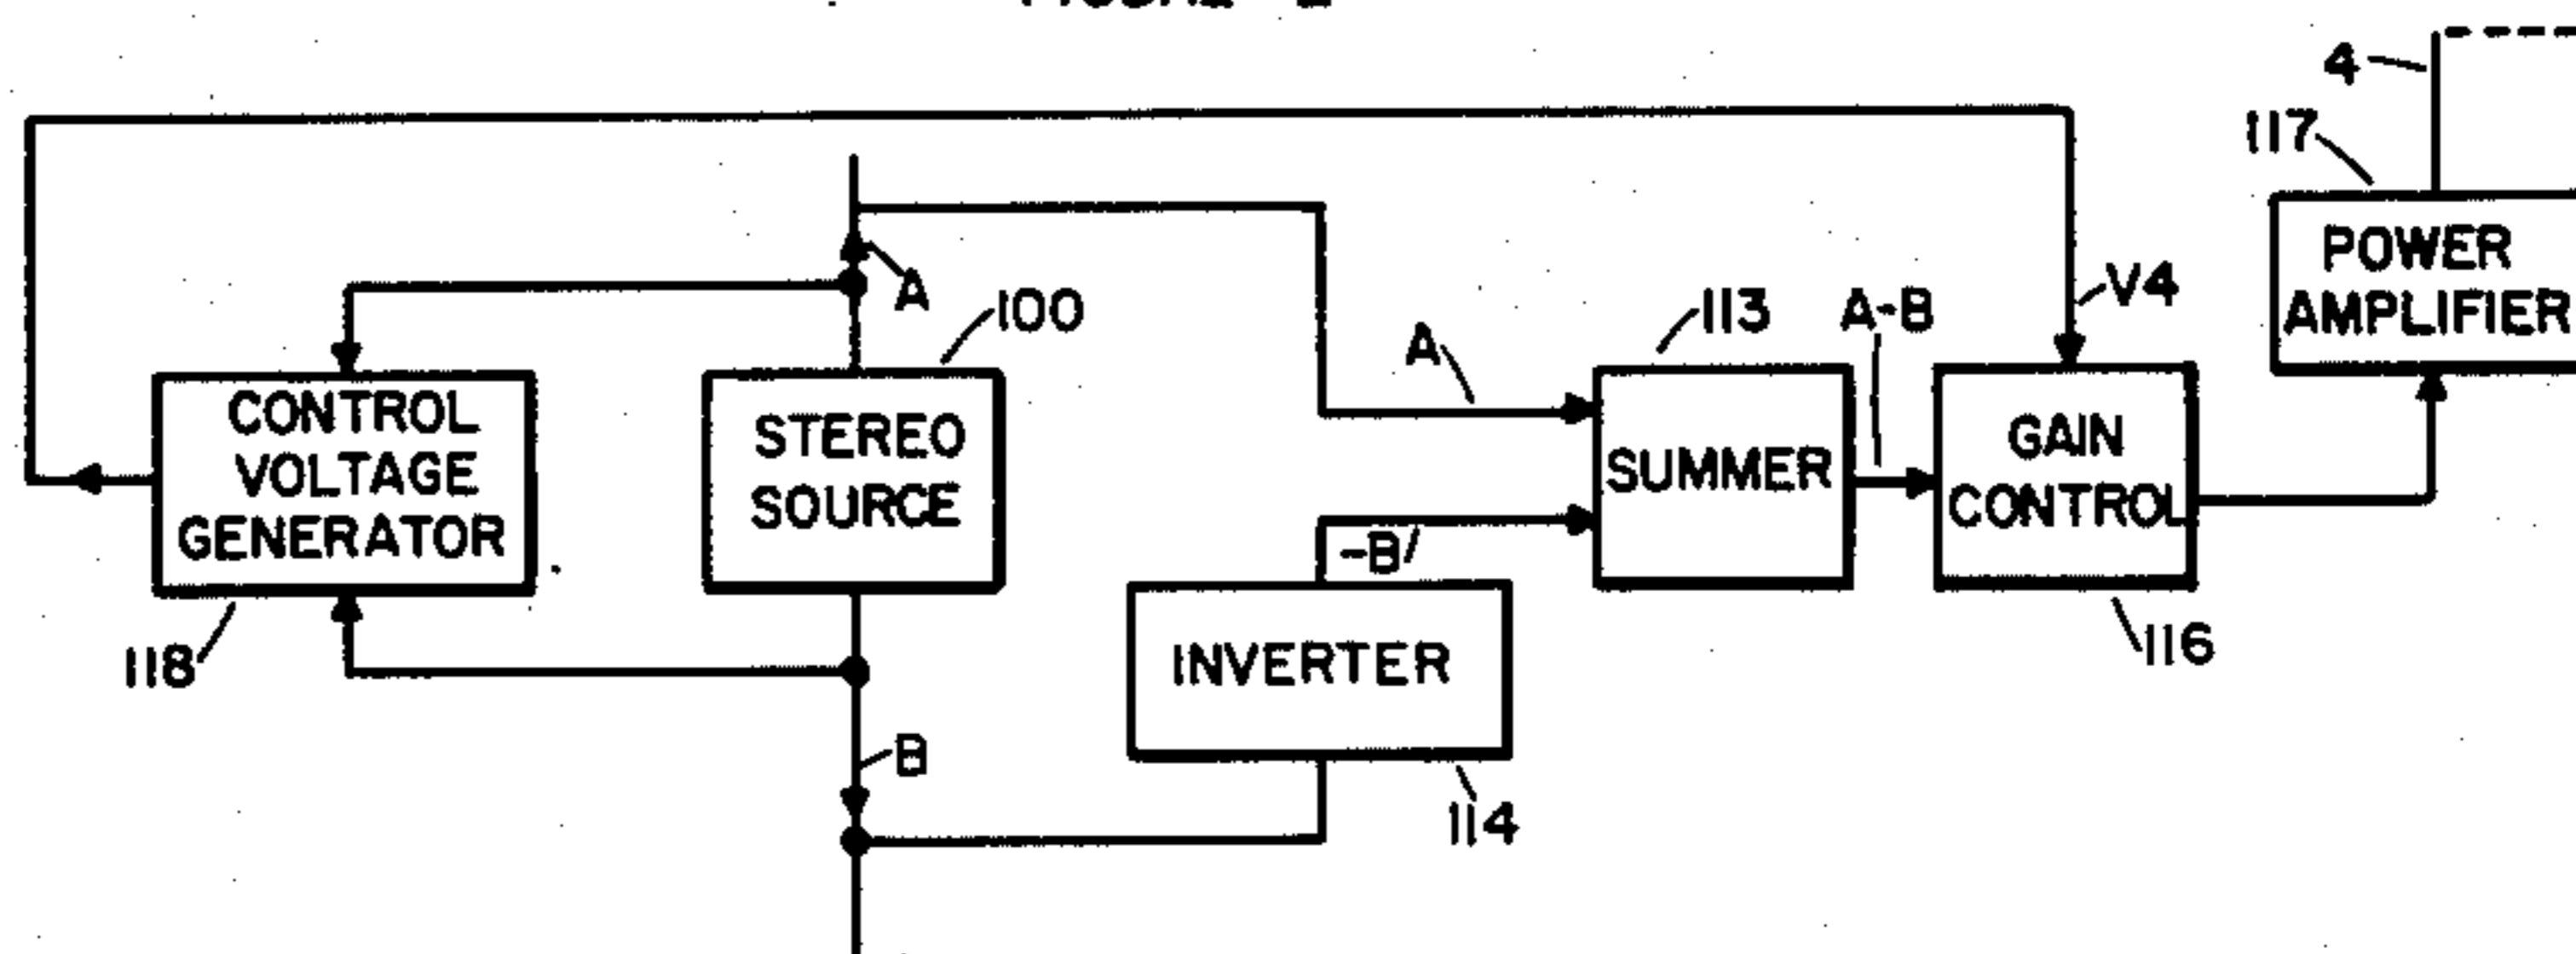 4
117
POWER
AMPLIFIER
A
100
CONTROL
VOLTAGE
GENERATOR
118
STEREO
SOURCE
B
A
-B
INVERTER
114
113
SUMMER
A-B
V4
GAIN
CONTROL
116